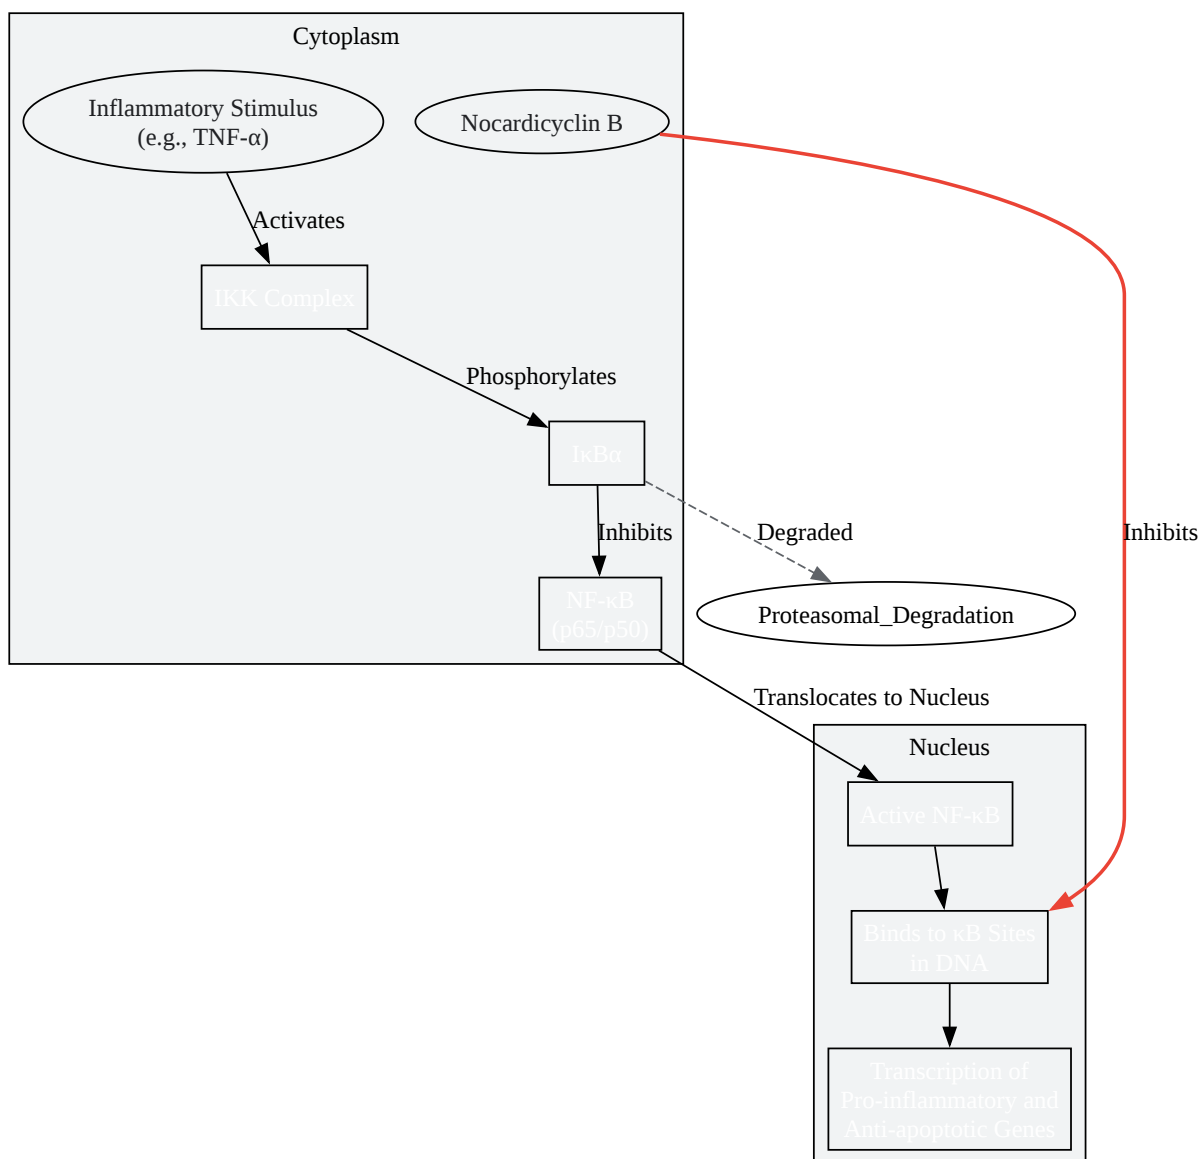 Cytoplasm
Inflammatory Stimulus
(e.g., TNF-α)
Nocardicyclin B
Activates
IKK Complex
Phosphorylates
IκBα
Inhibits
Degraded
Inhibits
NF-κB
(p65/p50)
Proteasomal_Degradation
Translocates to Nucleus
Nucleus
Active NF-κB
Binds to κB Sites
in DNA
Transcription of
Pro-inflammatory and
Anti-apoptotic Genes